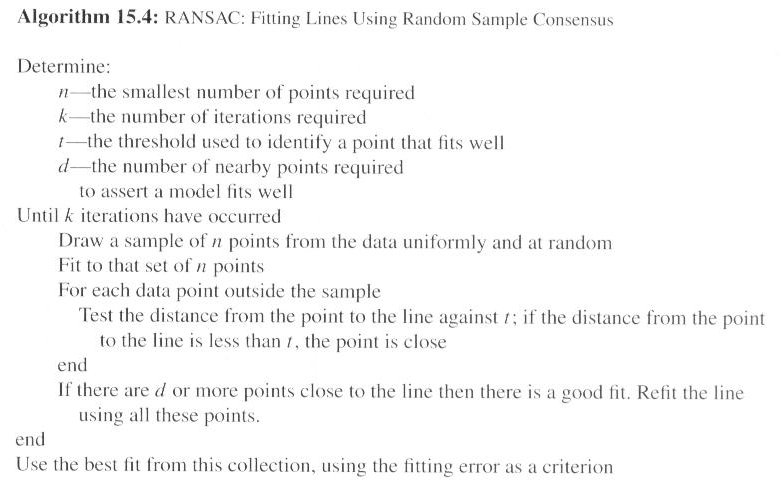 Algorithm 15.4: RANSAC: Fitting Lines Using Random Sample Consensus
Determine:
n—the smallest number of points required
k—the number of iterations required
t—the threshold used to identify a point that fits well
d—the number of nearby points required
to assert a model fits well
Until k iterations have occurred
Draw a sample of n points from the data uniformly and at random
Fit to that set of n points
For each data point outside the sample
Test the distance from the point to the line against t; if the distance from the point
to the line is less than t, the point is close
end
If there are d or more points close to the line then there is a good fit. Refit the line
using all these points.
end
Use the best fit from this collection, using the fitting error as a criterion